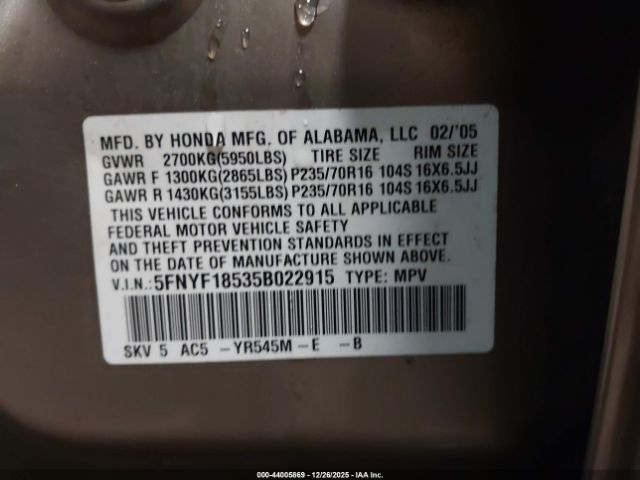 MFD. BY HONDA MFG. OF ALABAMA, LLC 02/'05
GVWR 2700KG(5950LBS) TIRE SIZE RIM SIZE
GAWR F 1300KG(2865LBS) P235/70R16 104S 16X6.5JJ
GAWR R 1430KG(3155LBS) P235/70R16 104S 16X6.5JJ
THIS VEHICLE CONFORMS TO ALL APPLICABLE
FEDERAL MOTOR VEHICLE SAFETY
AND THEFT PREVENTION STANDARDS IN EFFECT
ON THE DATE OF MANUFACTURE SHOWN ABOVE.
V.I.N.:5FNYF18535B022915 TYPE: MPV
SKV 5 AC5 -YR545M-E -B
000-44005869 - 12/26/2025 - IAA Inc.